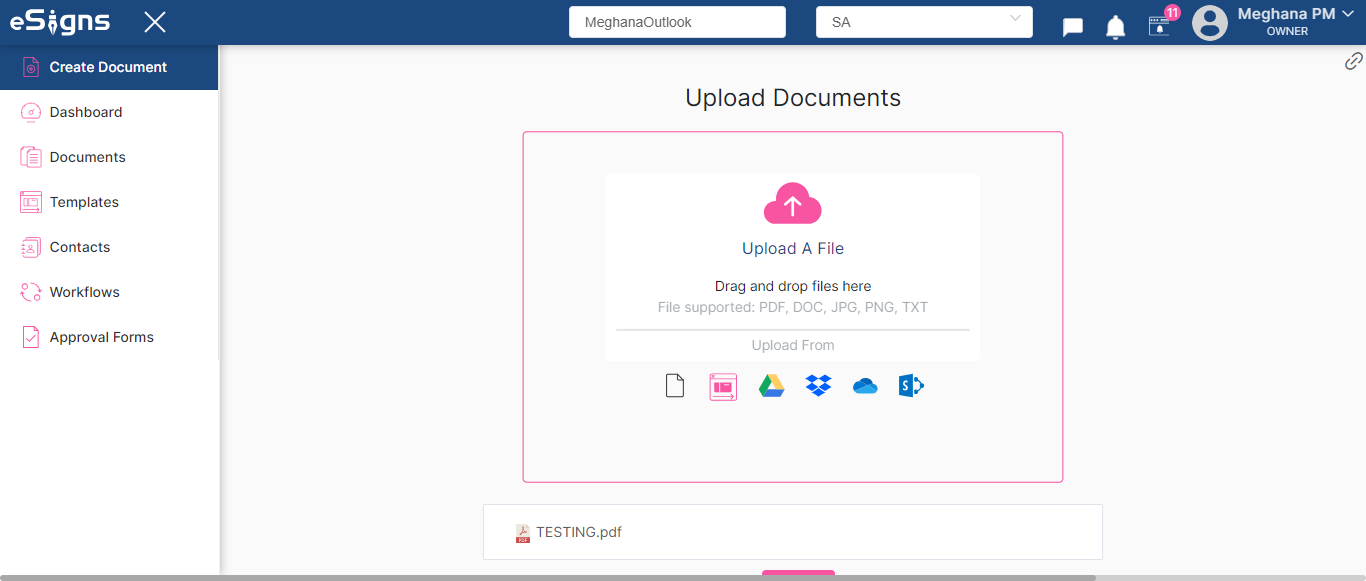 eSigns
MeghanaOutlook
SA
11
Meghana PM
OWNER
Create Document
Dashboard
Documents
Templates
Contacts
Workflows
Approval Forms
Upload Documents
Upload A File
Drag and drop files here
File supported: PDF, DOC, JPG, PNG, TXT
Upload From
S
PDF
TESTING.pdf